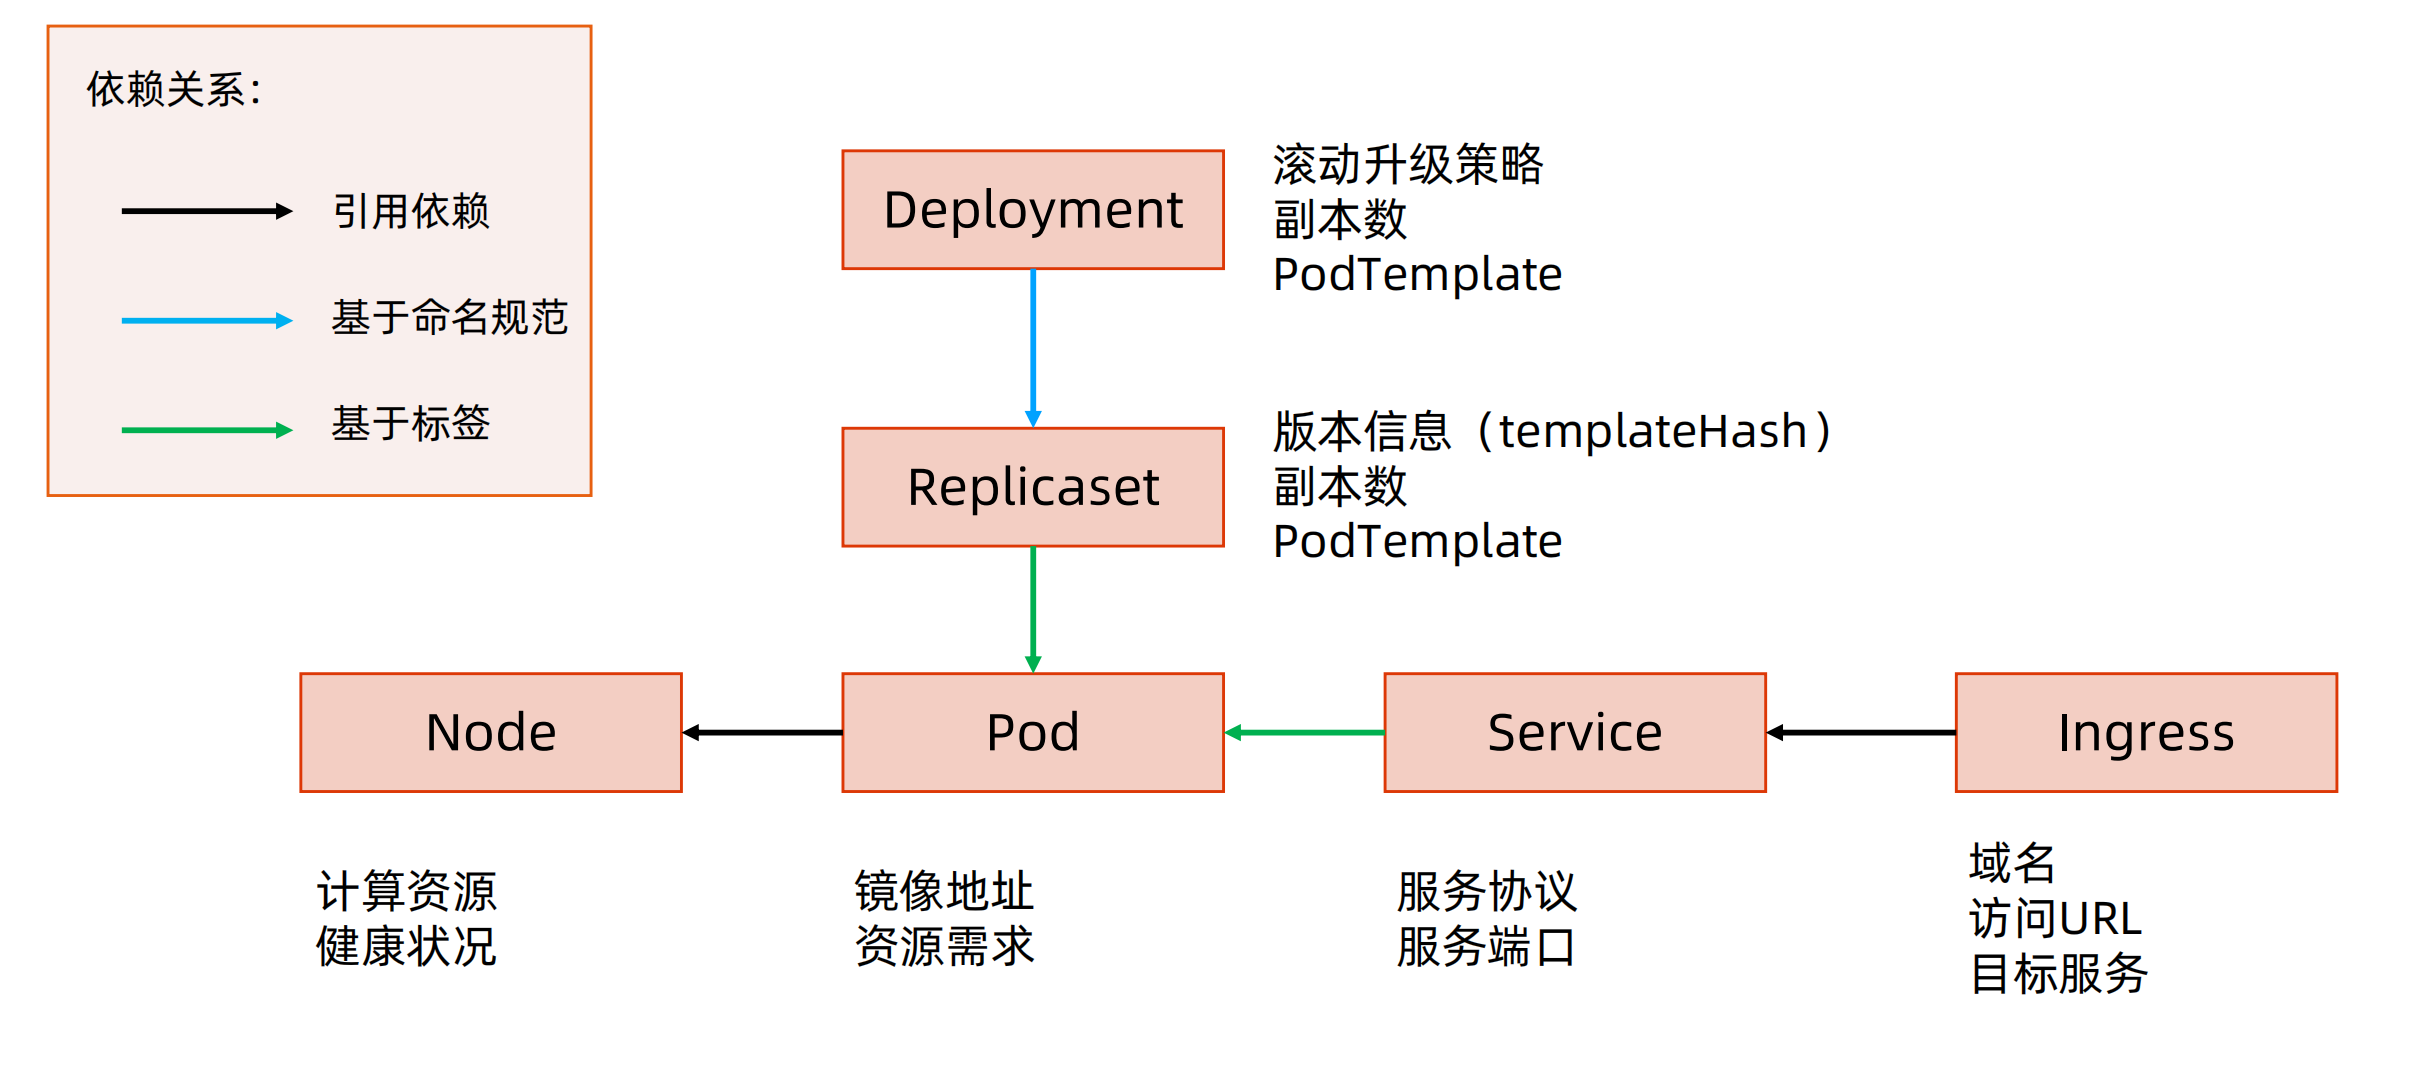 依赖关系：
引用依赖
基于命名规范
基于标签
Deployment
滚动升级策略
副本数
PodTemplate
Replicaset
版本信息（templateHash）
副本数
PodTemplate
Node
Pod
Service
Ingress
计算资源
健康状况
镜像地址
资源需求
服务协议
服务端口
域名
访问URL
目标服务